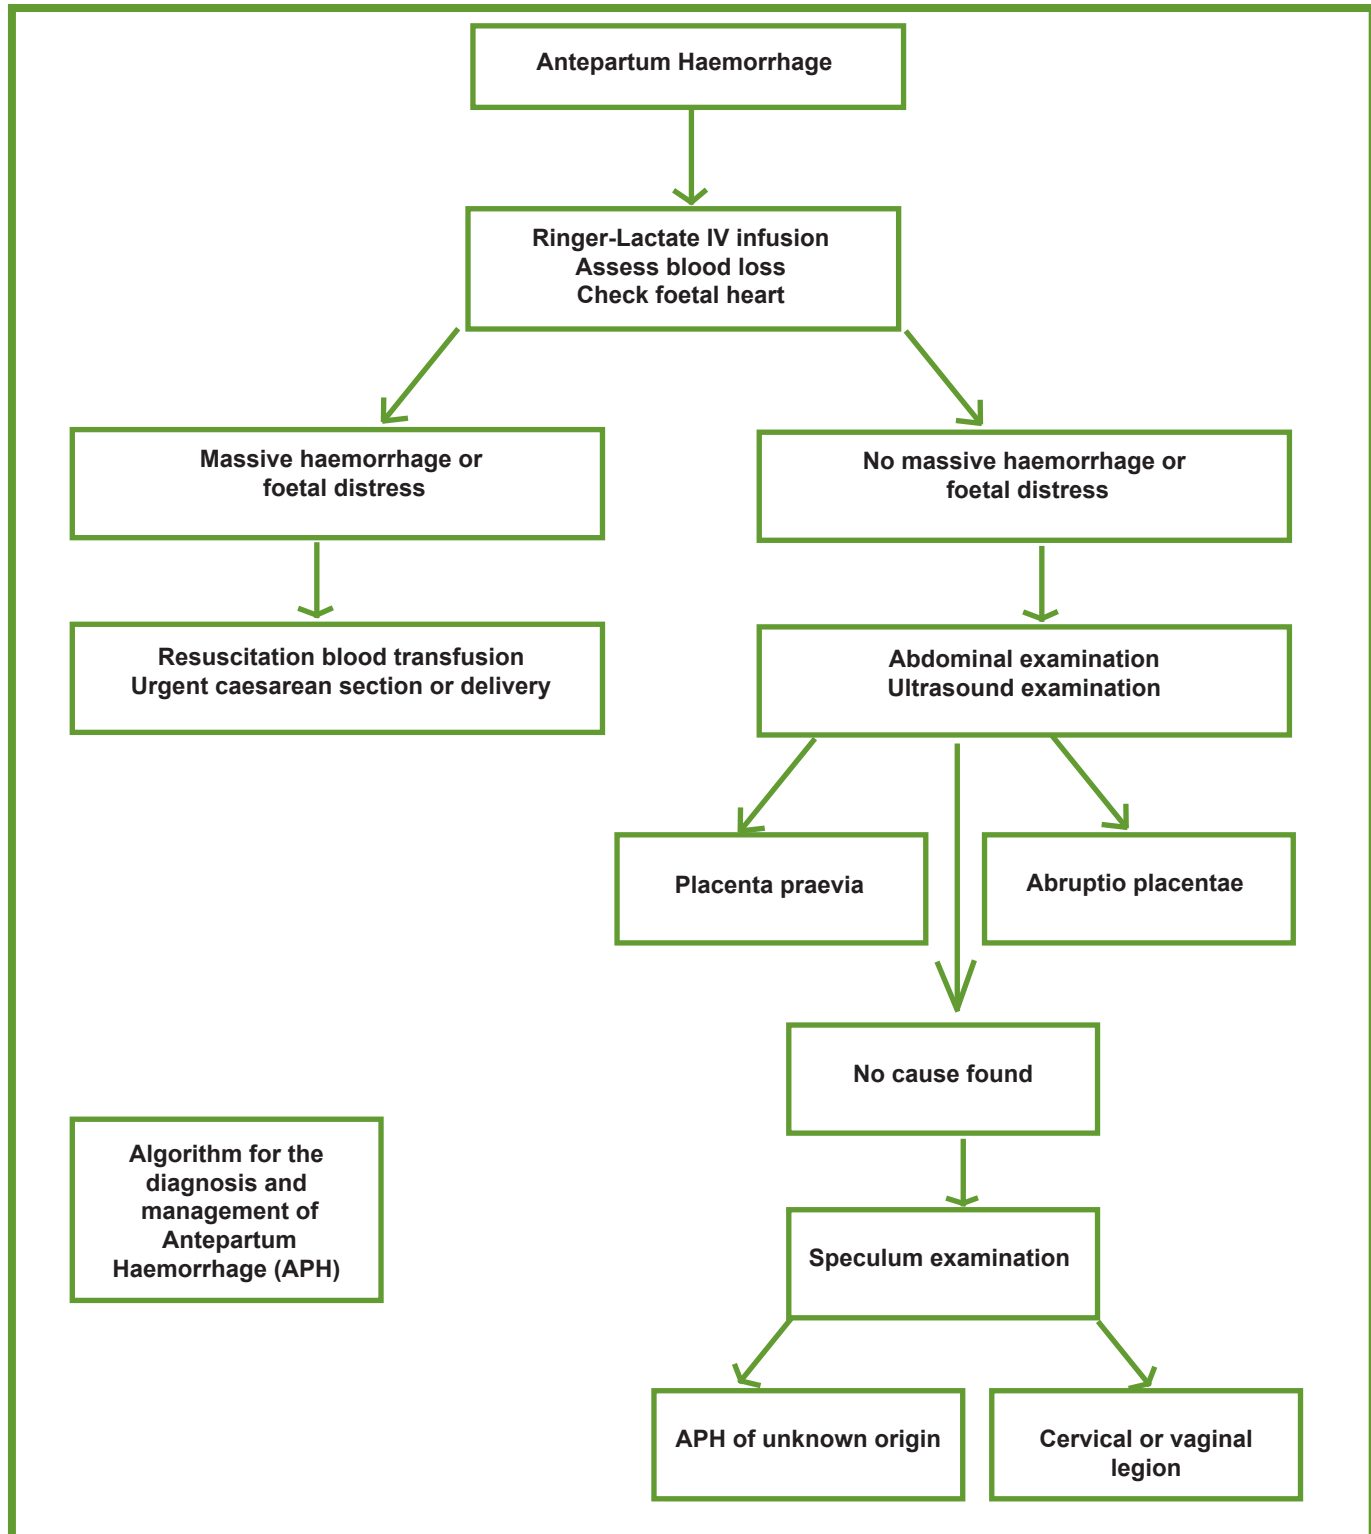 Antepartum Haemorrhage
Ringer-Lactate IV infusion
Assess blood loss
Check foetal heart
Massive haemorrhage or
foetal distress
No massive haemorrhage or
foetal distress
Resuscitation blood transfusion
Urgent caesarean section or delivery
Abdominal examination
Ultrasound examination
Placenta praevia
Abruptio placentae
No cause found
Algorithm for the
diagnosis and
management of
Antepartum
Haemorrhage (APH)
Speculum examination
APH of unknown origin
Cervical or vaginal
legion